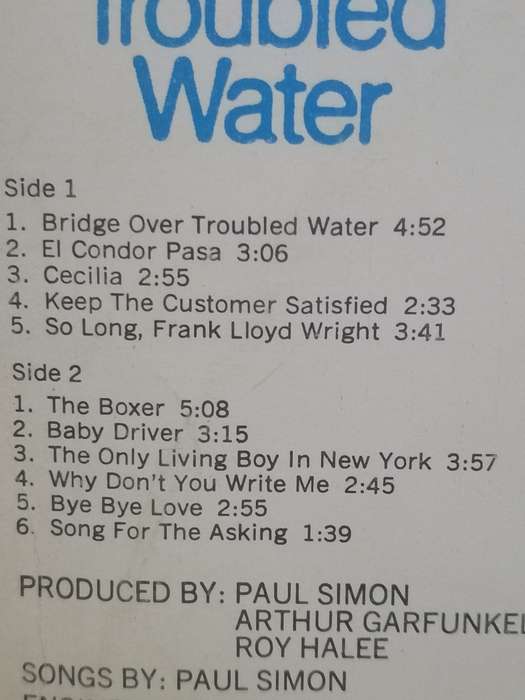 Troubled
Water
Side 1
1. Bridge Over Troubled Water 4:52
2. El Condor Pasa 3:06
3. Cecilia 2:55
4. Keep The Customer Satisfied 2:33
5. So Long, Frank Lloyd Wright 3:41
Side 2
1. The Boxer 5:08
2. Baby Driver 3:15
3. The Only Living Boy In New York 3:57
4. Why Don't You Write Me 2:45
5. Bye Bye Love 2:55
6. Song For The Asking 1:39
PRODUCED BY: PAUL SIMON
ARTHUR GARFUNKEL
ROY HALEE
SONGS BY: PAUL SIMON